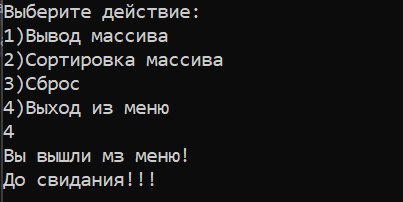 Выберите действие:
1)Вывод массива
2)Сортировка массива
3)Сброс
4)Выход из меню
4
Вы вышли мз меню!
До свидания!!!